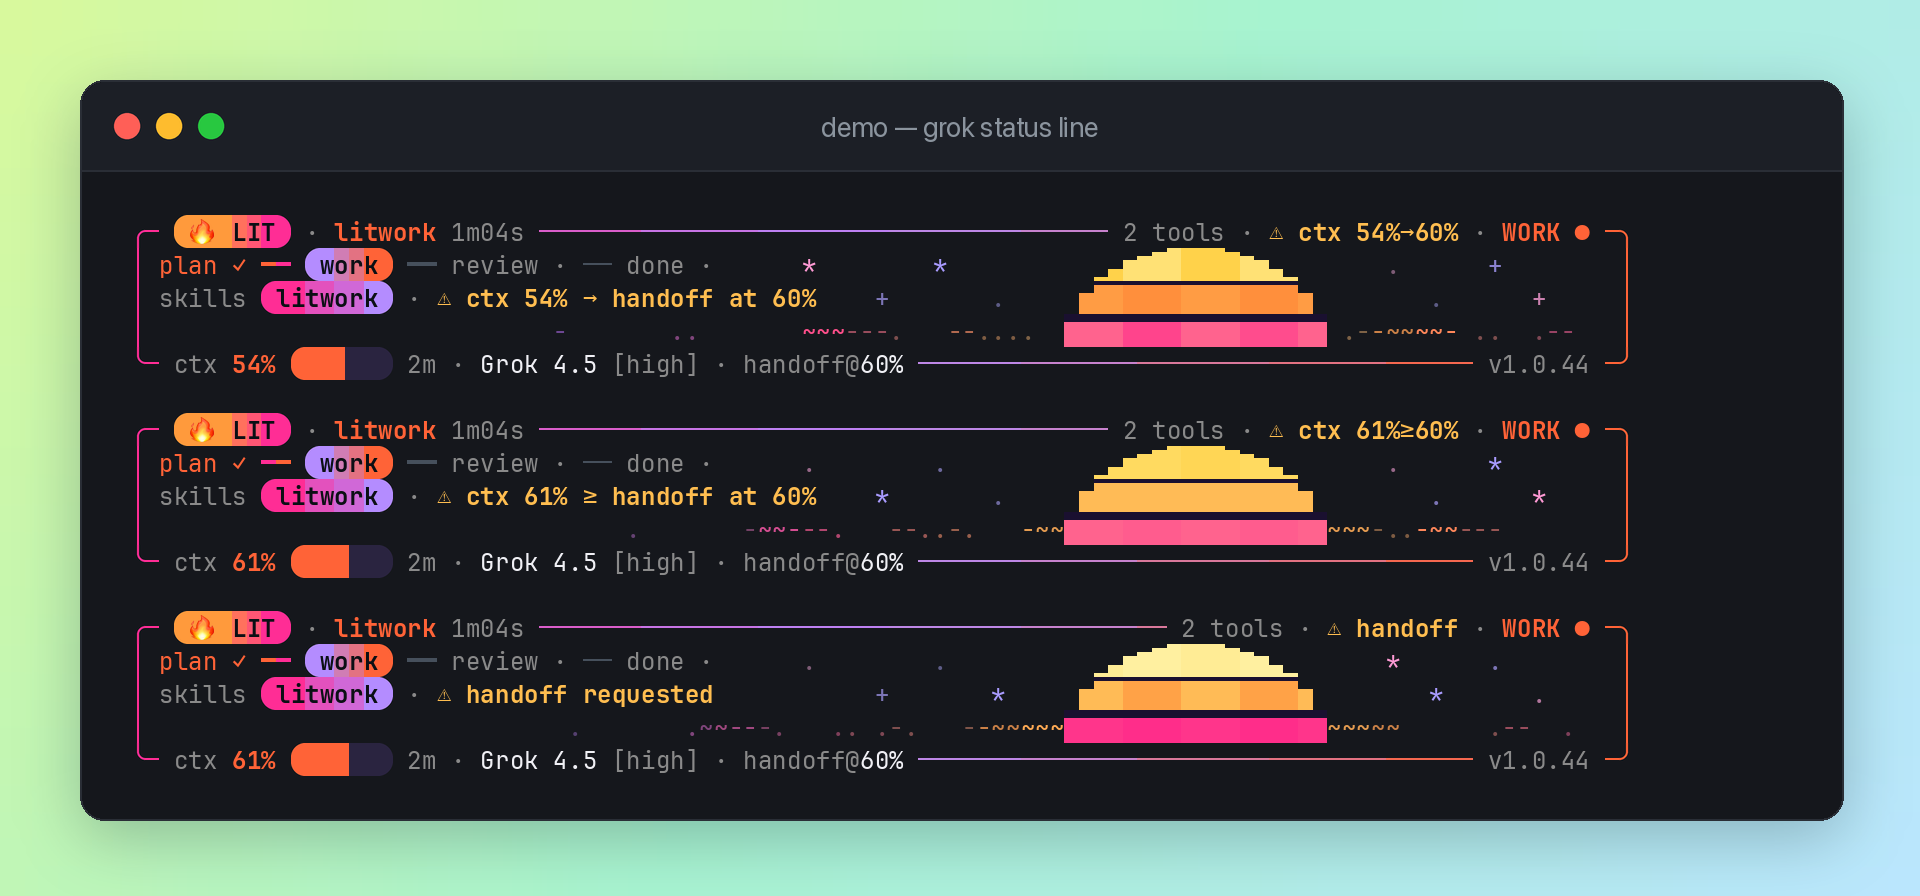 demo — grok status line
🔥 LIT · litwork 1m04s 2 tools · ⚠ ctx 54%→60% · WORK ●
plan ✓ work review · done ·
skills litwork · ⚠ ctx 54% → handoff at 60%
ctx 54% 2m · Grok 4.5 [high] · handoff@60% v1.0.44
🔥 LIT · litwork 1m04s 2 tools · ⚠ ctx 61%≥60% · WORK ●
plan ✓ work review · done ·
skills litwork · ⚠ ctx 61% ≥ handoff at 60%
ctx 61% 2m · Grok 4.5 [high] · handoff@60% v1.0.44
🔥 LIT · litwork 1m04s 2 tools · ⚠ handoff · WORK ●
plan ✓ work review · done ·
skills litwork · ⚠ handoff requested
ctx 61% 2m · Grok 4.5 [high] · handoff@60% v1.0.44